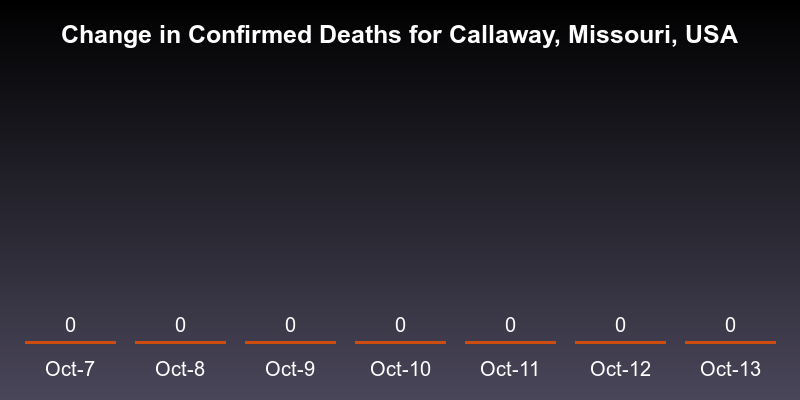 Change in Confirmed Deaths for Callaway, Missouri, USA
0 0 0 0 0 0 0
Oct-7 Oct-8 Oct-9 Oct-10 Oct-11 Oct-12 Oct-13